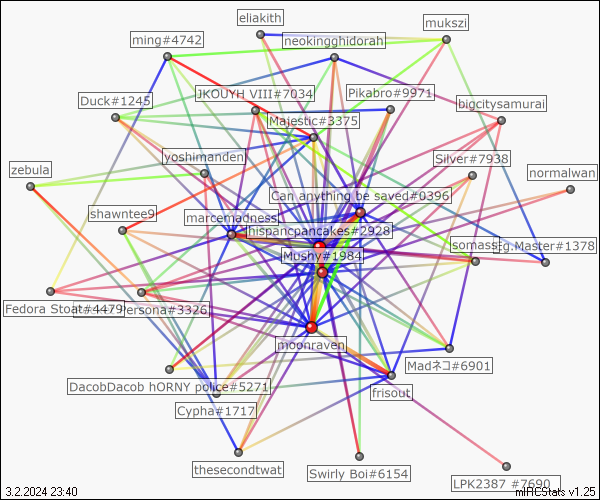 eliakith
mukszi
ming#4742
neokingghidorah
JKOUYH VIII#7034
Pikabro#9971
Duck#1245
bigcitysamurai
Majestic#3375
yoshimanden
Silver#7938
zebula
normalwan
Can anything be saved#0396
shawntee9
marcemadness
hispancpancakes#2928
somass
Eg.Master#1378
Mushy#1984
Fedora Stoat#4479
Persona#3326
moonraven
Madネコ#6901
DacobDacob hORNY police#5271
frisout
Cypha#1717
thesecondtwat
Swirly Boi#6154
LPK2387 #7690
3.2.2024 23:40
mIRCStats v1.25